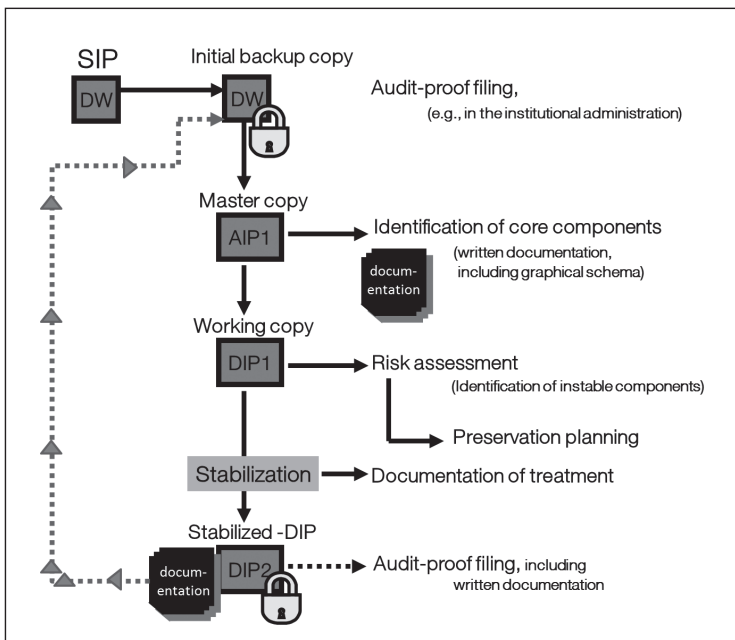 SIP
Initial backup copy
DW
DW
Audit-proof filing,
(e.g., in the institutional administration)
Master copy
AIP1
Identification of core components
(written documentation,
including graphical schema)
docum-
entation
Working copy
DIP1
Risk assessment
(Identification of instable components)
Preservation planning
Stabilization
Documentation of treatment
Stabilized -DIP
docum-
entation
DIP2
Audit-proof filing, including
written documentation